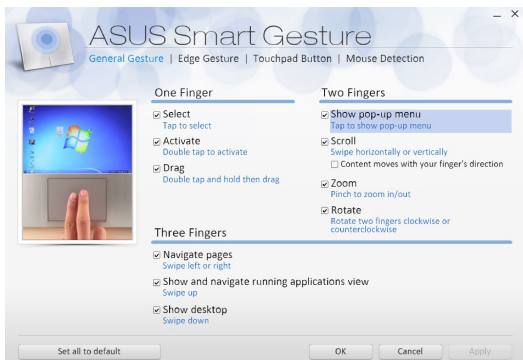 ASUS Smart Gesture
General Gesture | Edge Gesture | Touchpad Button | Mouse Detection
One Finger
Select
Tap to select
Activate
Double tap to activate
Drag
Double tap and hold then drag
Two Fingers
Show pop-up menu
Tap to show pop-up menu
Scroll
Swipe horizontally or vertically
Content moves with your finger's direction
Zoom
Pinch to zoom in/out
Rotate
Rotate two fingers clockwise or
counterclockwise
Three Fingers
Navigate pages
Swipe left or right
Show and navigate running applications view
Swipe up
Show desktop
Swipe down
Set all to default
OK
Cancel
Apply